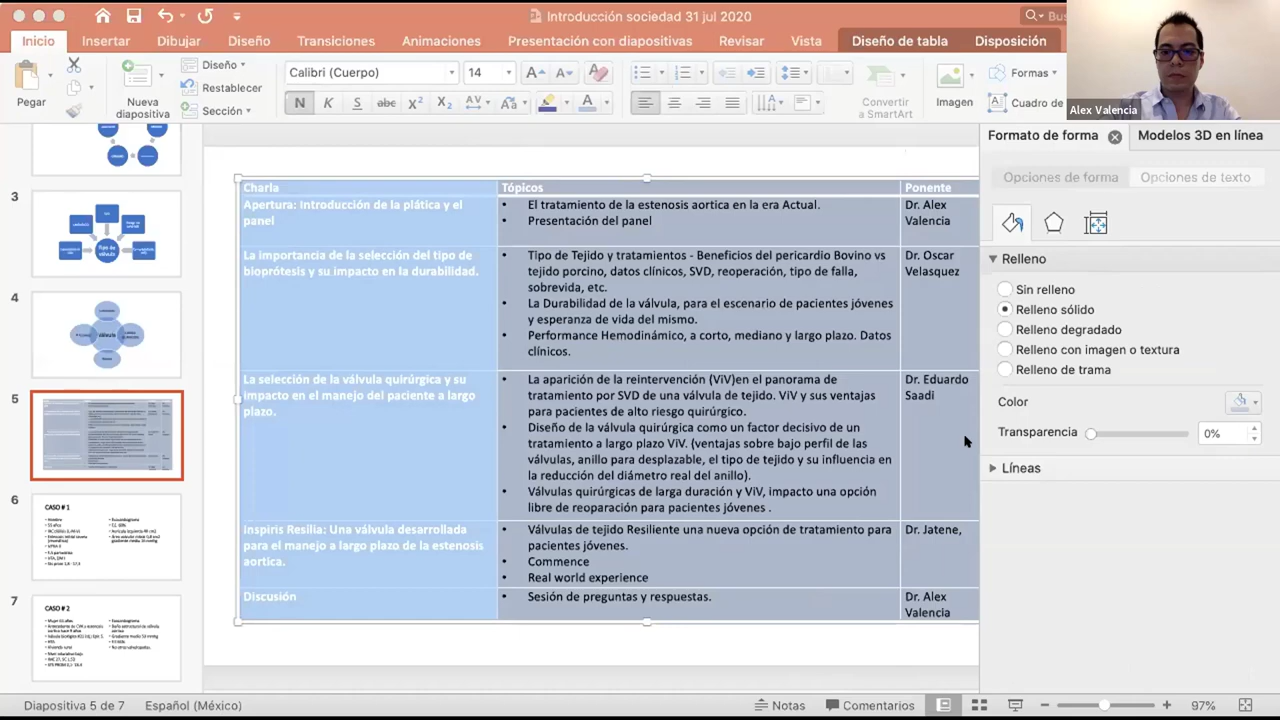 Introducción sociedad 31 jul 2020
Bus
Inicio
Insertar
Dibujar
Diseño
Transiciones
Animaciones
Presentación con diapositivas
Revisar
Vista
Diseño de tabla
Disposición
Pegar
Nueva
diapositiva
Diseño
Restablecer
Sección
Calibri (Cuerpo)
14
N K S abc X² X₂
Convertir
a SmartArt
Imagen
Formas
Cuadro de
Alex Valencia
Formato de forma
Modelos 3D en línea
Opciones de forma
Opciones de texto
Relleno
Sin relleno
Relleno sólido
Relleno degradado
Relleno con imagen o textura
Relleno de trama
Color
Transparencia
0%
Líneas
3
4
5
6
CASO # 1
7
CASO # 2
Charla
Tópicos
Ponente
Apertura: Introducción de la plática y el
panel
• El tratamiento de la estenosis aortica en la era Actual.
• Presentación del panel
Dr. Alex
Valencia
La importancia de la selección del tipo de
bioprótesis y su impacto en la durabilidad.
• Tipo de Tejido y tratamientos - Beneficios del pericardio Bovino vs
tejido porcino, datos clínicos, SVD, reoperación, tipo de falla,
sobrevida, etc.
• La Durabilidad de la válvula, para el escenario de pacientes jóvenes
y esperanza de vida del mismo.
• Performance Hemodinámico, a corto, mediano y largo plazo. Datos
clínicos.
Dr. Oscar
Velasquez
La selección de la válvula quirúrgica y su
impacto en el manejo del paciente a largo
plazo.
• La aparición de la reintervención (ViV)en el panorama de
tratamiento por SVD de una válvula de tejido. ViV y sus ventajas
para pacientes de alto riesgo quirúrgico.
• Diseño de la válvula quirúrgica como un factor decisivo de un
tratamiento a largo plazo ViV. (ventajas sobre bajo perfil de las
válvulas, anillo para desplazable, el tipo de tejido y su influencia en
la reducción del diámetro real del anillo).
• Válvulas quirúrgicas de larga duración y ViV, impacto una opción
libre de reoparación para pacientes jóvenes .
Dr. Eduardo
Saadi
Inspiris Resilia: Una válvula desarrollada
para el manejo a largo plazo de la estenosis
aortica.
• Válvula de tejido Resiliente una nueva opción de tratamiento para
pacientes jóvenes.
• Commence
• Real world experience
Dr. Jatene,
Discusión
• Sesión de preguntas y respuestas.
Dr. Alex
Valencia
Diapositiva 5 de 7
Español (México)
Notas
Comentarios
97%